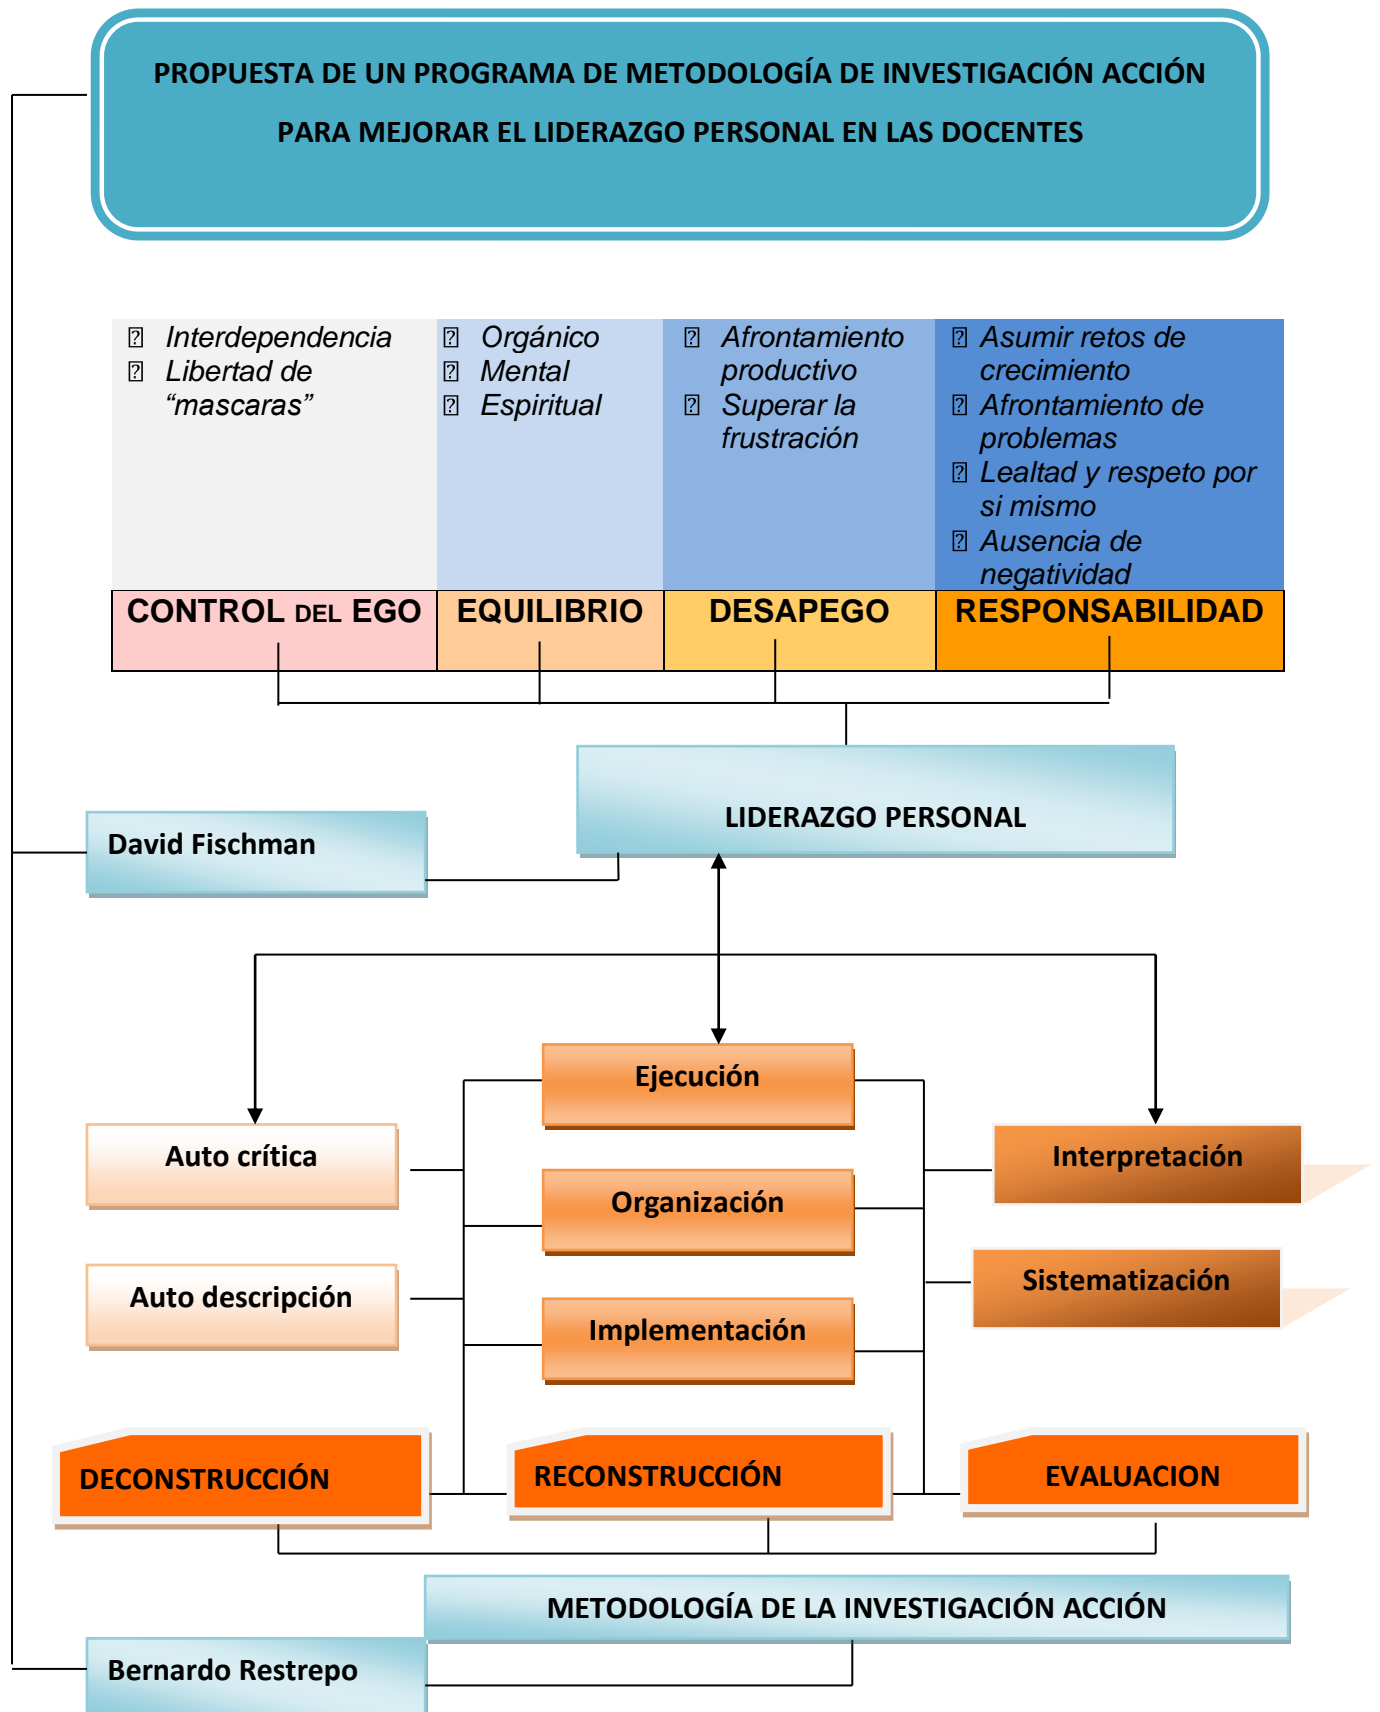 PROPUESTA DE UN PROGRAMA DE METODOLOGÍA DE INVESTIGACIÓN ACCIÓN
PARA MEJORAR EL LIDERAZGO PERSONAL EN LAS DOCENTES
Interdependencia
Libertad de
“mascaras”
Orgánico
Mental
Espiritual
Afrontamiento
productivo
Superar la
frustración
Asumir retos de
crecimiento
Afrontamiento de
problemas
Lealtad y respeto por
si mismo
Ausencia de
negatividad
CONTROL DEL EGO
EQUILIBRIO
DESAPEGO
RESPONSABILIDAD
LIDERAZGO PERSONAL
David Fischman
Ejecución
Auto crítica
Interpretación
Organización
Auto descripción
Sistematización
Implementación
DECONSTRUCCIÓN
RECONSTRUCCIÓN
EVALUACION
METODOLOGÍA DE LA INVESTIGACIÓN ACCIÓN
Bernardo Restrepo